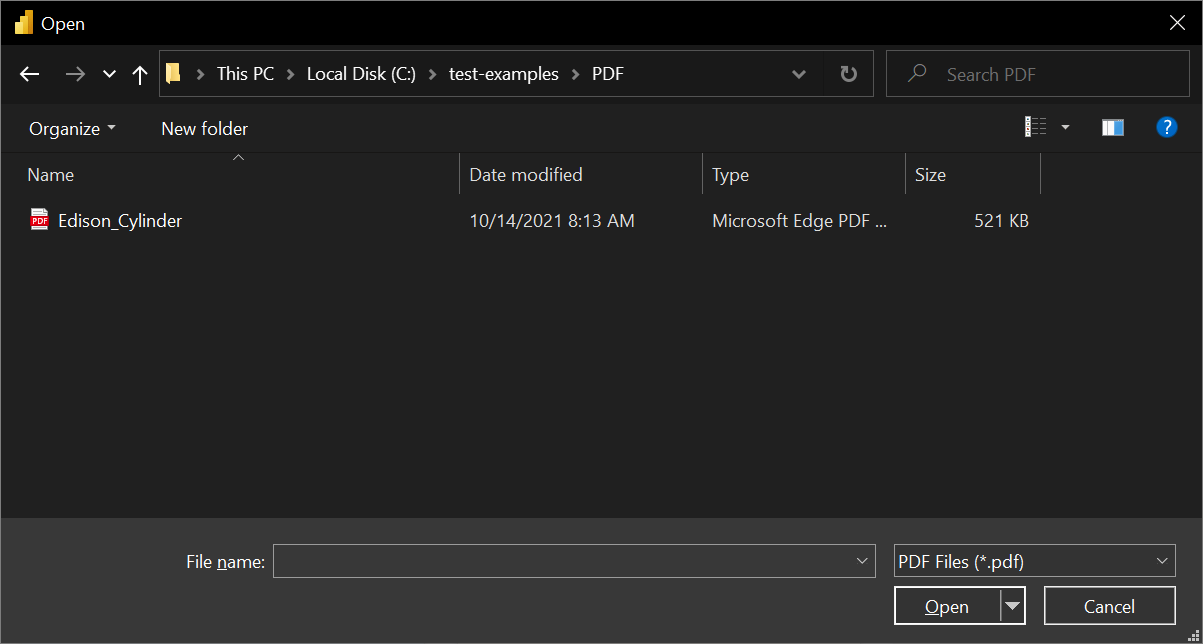 Open
This PC Local Disk (C:) test-examples PDF Search PDF
Organize New folder ?
Name Date modified Type Size
PDF Edison_Cylinder 10/14/2021 8:13 AM Microsoft Edge PDF ... 521 KB
File name: PDF Files (*.pdf)
Open Cancel